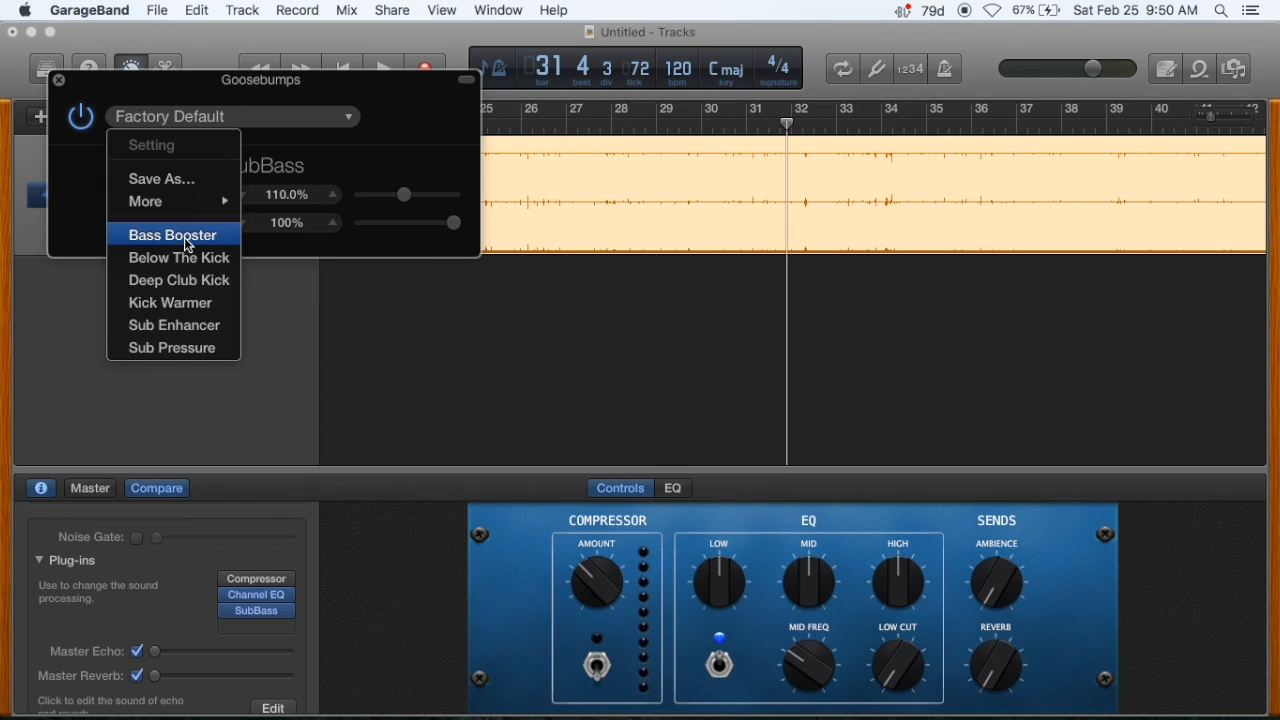 GarageBand File Edit Track Record Mix Share View Window Help 79d 67% Sat Feb 25 9:50 AM
Untitled - Tracks
31 4 3 72 120 C maj 4/4
bar beat div tick bpm key signature
1234
Goosebumps
Factory Default
25 26 27 28 29 30 31 32 33 34 35 36 37 38 39 40 41 42
Setting
ubBass
Save As...
110.0%
More
100%
Bass Booster
Below The Kick
Deep Club Kick
Kick Warmer
Sub Enhancer
Sub Pressure
Master Compare Controls EQ
Noise Gate:
Plug-ins
Use to change the sound
processing.
Compressor
Channel EQ
SubBass
Master Echo:
Master Reverb:
Click to edit the sound of echo
and reverb.
Edit
COMPRESSOR EQ SENDS
AMOUNT LOW MID HIGH AMBIENCE
MID FREQ LOW CUT REVERB